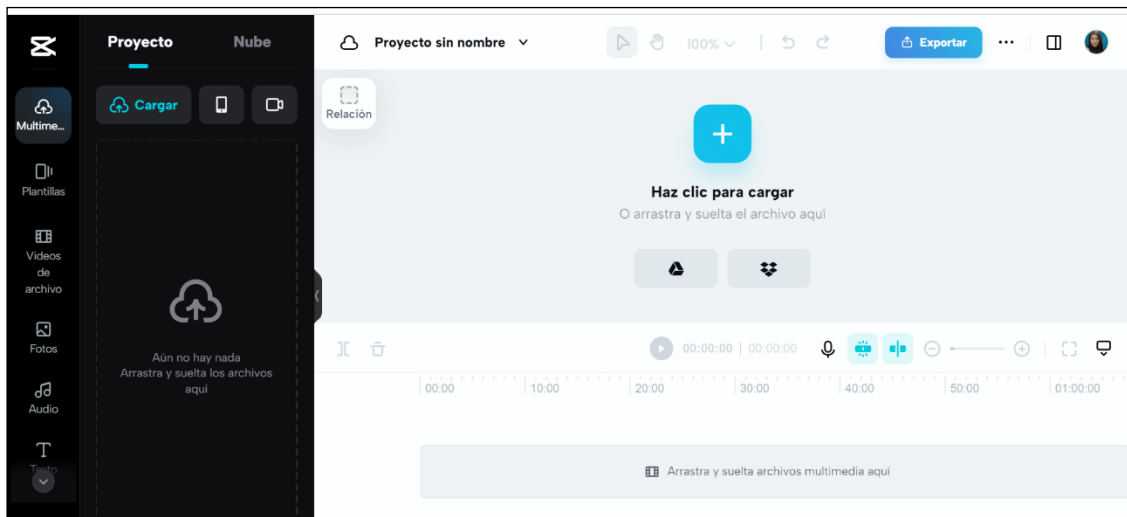 Proyecto Nube
Proyecto sin nombre
100%
Exportar
Multime...
Cargar
Relación
Plantillas
Haz clic para cargar
O arrastra y suelta el archivo aquí
Videos
de
archivo
Fotos
Aún no hay nada
Arrastra y suelta los archivos
aquí
00:00:00 | 00:00:00
00:00 10:00 20:00 30:00 40:00 50:00 01:00:00
Audio
Texto
Arrastra y suelta archivos multimedia aquí